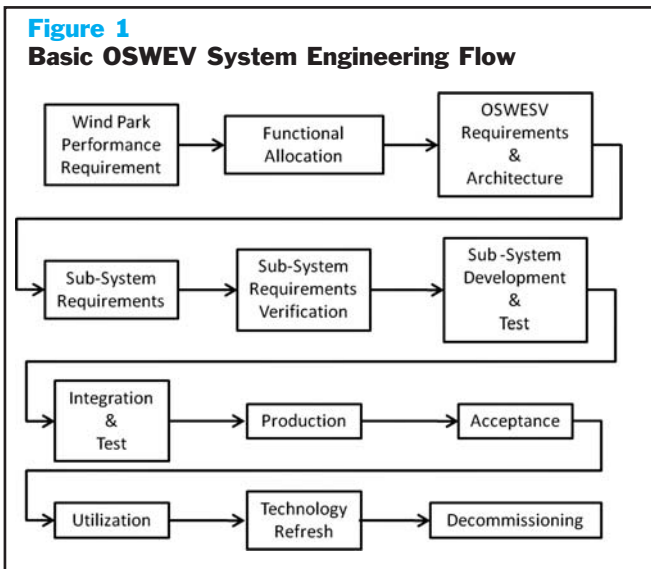 Figure 1
Basic OSWEV System Engineering Flow
Wind Park
Performance
Requirement
Functional
Allocation
OSWESV
Requirements
&
Architecture
Sub-System
Requirements
Sub-System
Requirements
Verification
Sub -System
Development
&
Test
Integration
&
Test
Production
Acceptance
Utilization
Technology
Refresh
Decommissioning